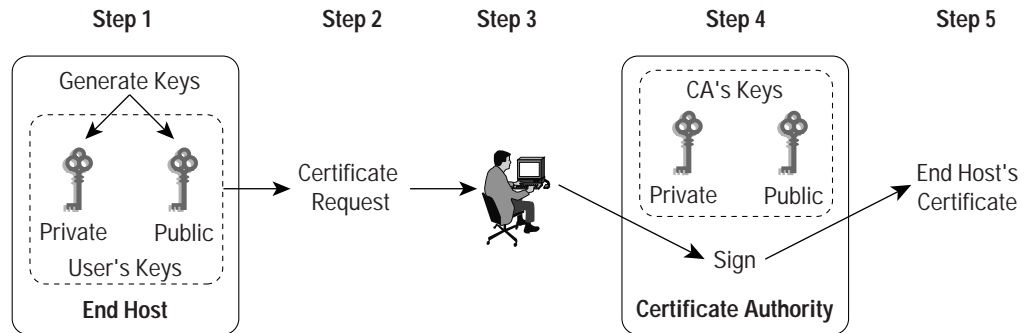 Step 1
Step 2
Step 3
Step 4
Step 5
Generate Keys
Private
Public
User's Keys
End Host
Certificate
Request
CA's Keys
Private
Public
Sign
Certificate Authority
End Host's
Certificate